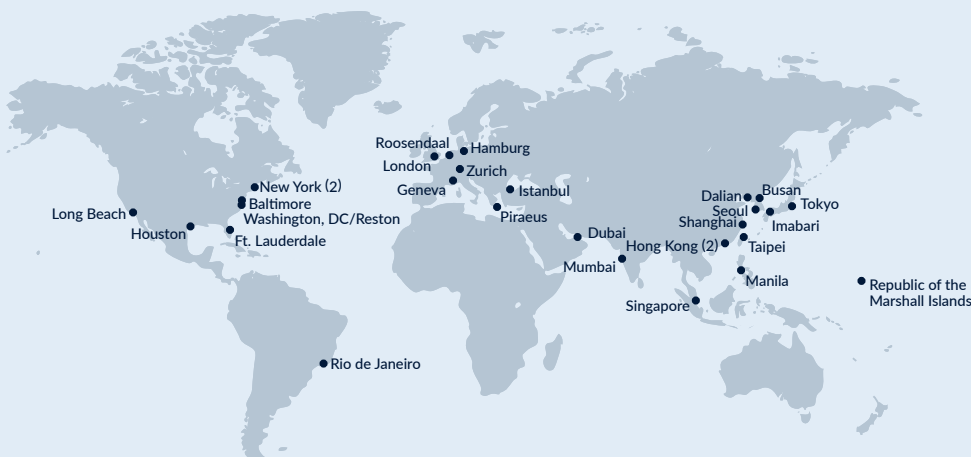 Roosendaal
Hamburg
London
Zurich
Geneva
Istanbul
Piraeus
New York (2)
Baltimore
Washington, DC/Reston
Long Beach
Houston
Ft. Lauderdale
Dalian
Busan
Seoul
Tokyo
Shanghai
Imabari
Dubai
Hong Kong (2)
Taipei
Mumbai
Manila
Singapore
Republic of the
Marshall Islands
Rio de Janeiro